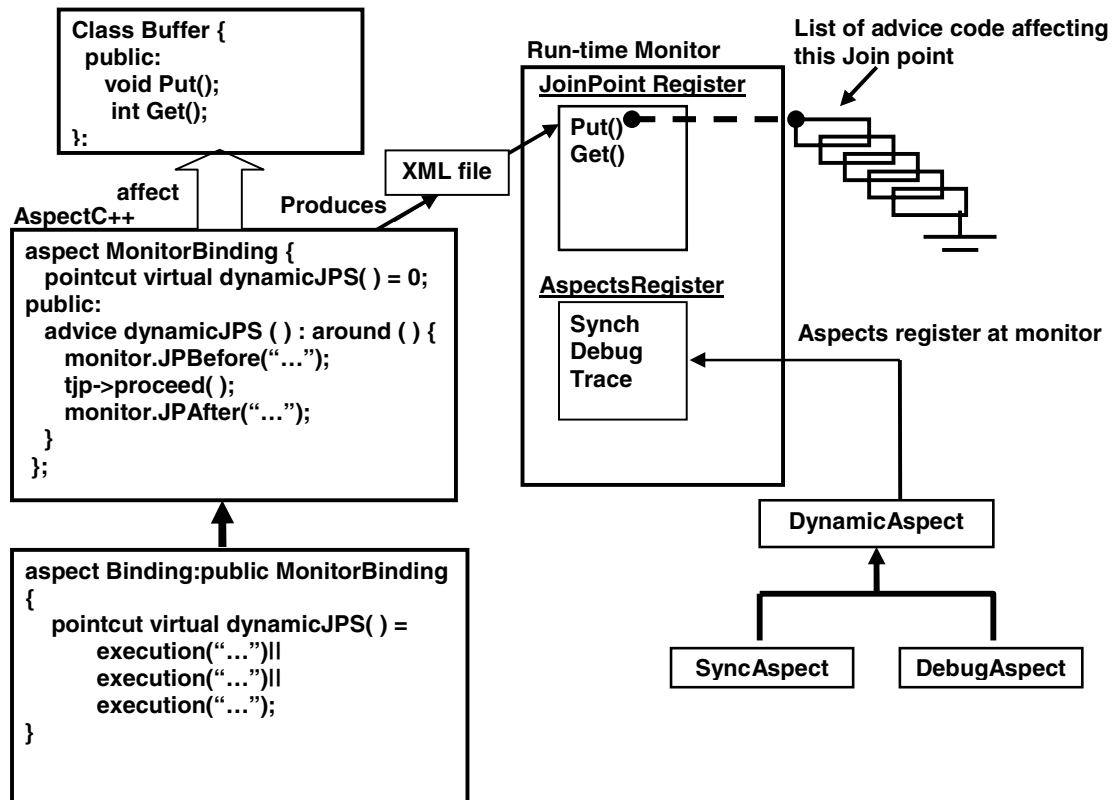 Class Buffer {
public:
void Put();
int Get();
}:
affect
AspectC++
aspect MonitorBinding {
pointcut virtual dynamicJPS( ) = 0;
public:
advice dynamicJPS ( ) : around ( ) {
monitor.JPBefore(“…”);
tjp->proceed( );
monitor.JPAfter(“…”);
}
};
aspect Binding:public MonitorBinding
{
pointcut virtual dynamicJPS( ) =
execution(“…”)||
execution(“…”)||
execution(“…”);
}
Produces
XML file
Run-time Monitor
JoinPoint Register
Put()
Get()
AspectsRegister
Synch
Debug
Trace
List of advice code affecting
this Join point
Aspects register at monitor
DynamicAspect
SyncAspect
DebugAspect